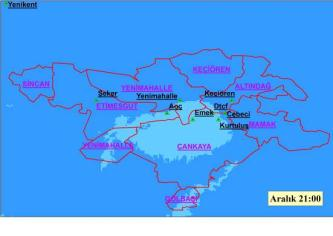 Yenikent
KEÇİÖREN
SİNCAN
YENİMAHALLE
ALTINDAĞ
Şeker
Yenimahalle
Keçiören
ETİMESGUT
Aoç
Dtcf
Emek
Cebeci
Kurtuluş
MAMAK
YENİMAHALLE
ÇANKAYA
GÖLBAŞI
Aralık 21:00